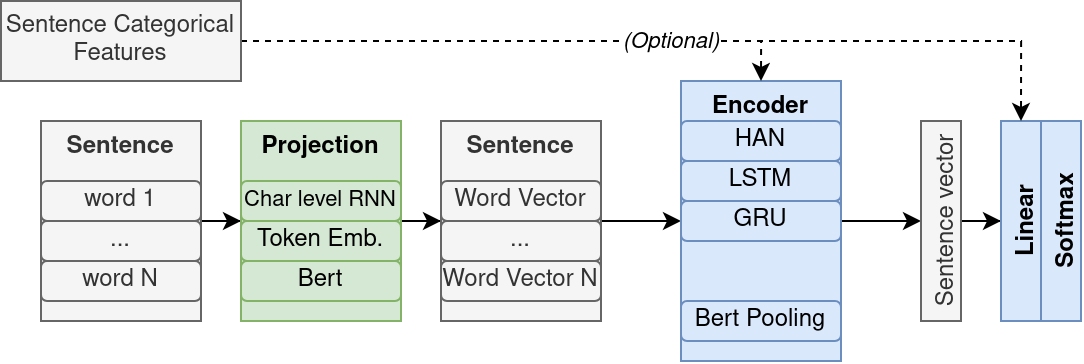 Sentence Categorical
Features
(Optional)
Sentence
word 1
...
word N
Projection
Char level RNN
Token Emb.
Bert
Sentence
Word Vector
...
Word Vector N
Encoder
HAN
LSTM
GRU
Bert Pooling
Sentence vector
Linear
Softmax